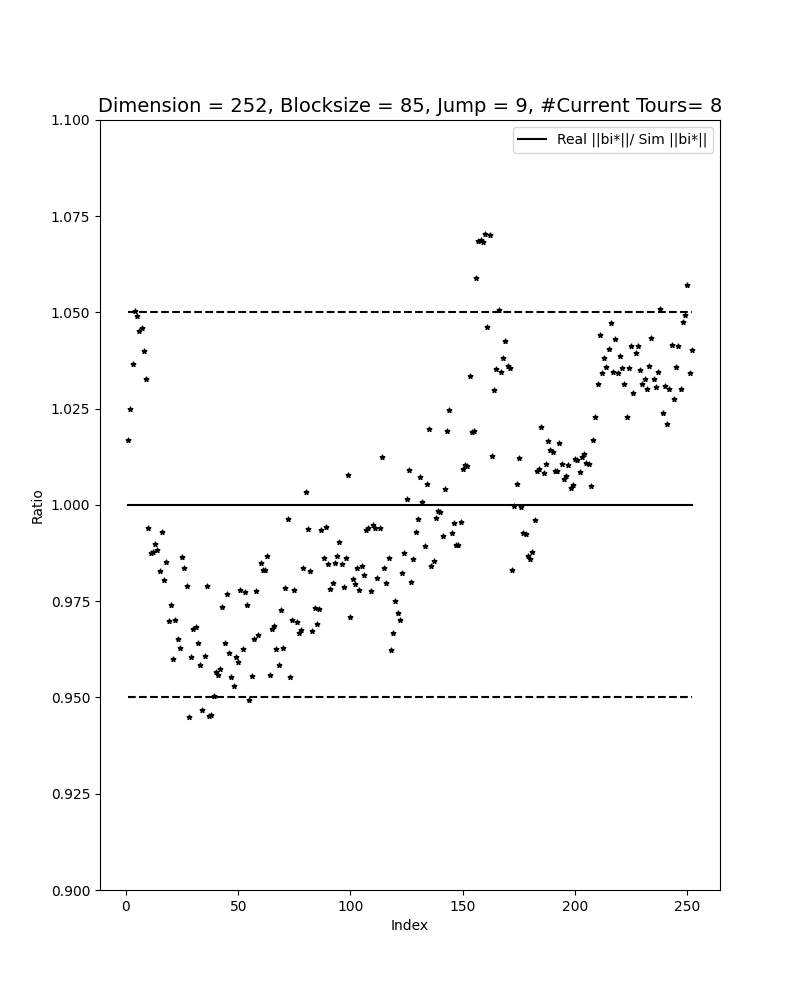 Dimension = 252, Blocksize = 85, Jump = 9, #Current Tours= 8
1.100
Real ||bi*||/ Sim ||bi*||
1.075
1.050
1.025
1.000
Ratio
0.975
0.950
0.925
0.900
0 50 100 150 200 250
Index